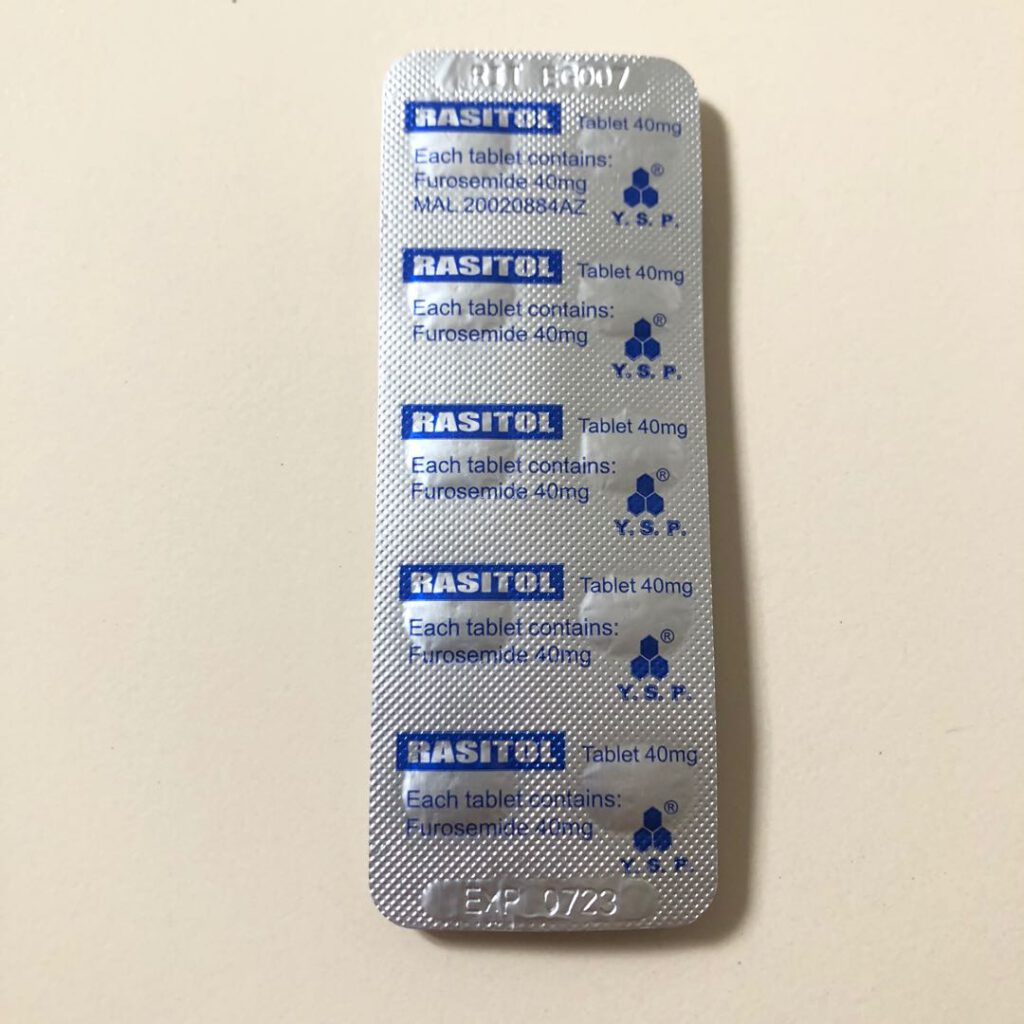 RASITOL Tablet 40mg
Each tablet contains:
Furosemide 40mg
MAL 20020884AZ
® Y. S. P.
RASITOL Tablet 40mg
Each tablet contains:
Furosemide 40mg
® Y. S. P.
RASITOL Tablet 40mg
Each tablet contains:
Furosemide 40mg
® Y. S. P.
RASITOL Tablet 40mg
Each tablet contains:
Furosemide 40mg
® Y. S. P.
RASITOL Tablet 40mg
Each tablet contains:
Furosemide 40mg
® Y. S. P.
EXP 0723